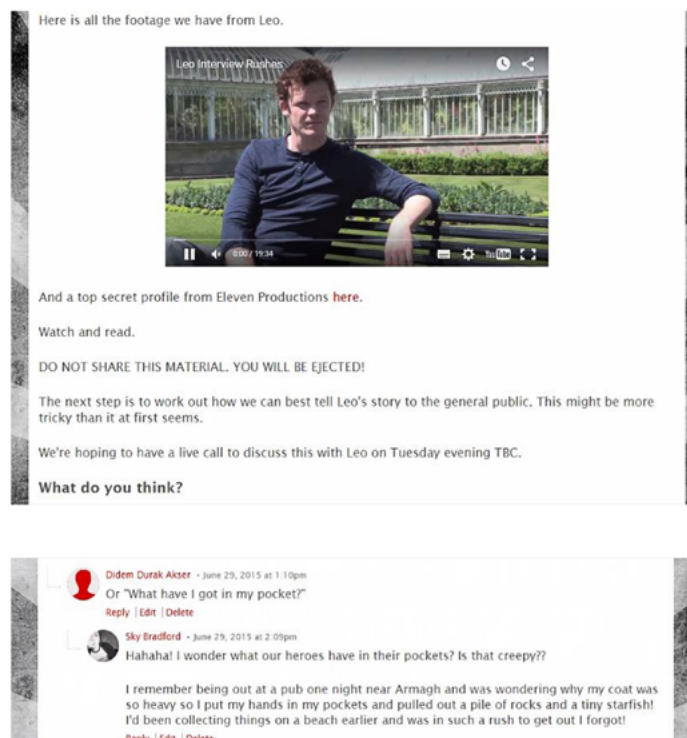 Here is all the footage we have from Leo.
Leo Interview Rushes
0:00 / 19:34
YouTube
And a top secret profile from Eleven Productions here.
Watch and read.
DO NOT SHARE THIS MATERIAL. YOU WILL BE EJECTED!
The next step is to work out how we can best tell Leo's story to the general public. This might be more
tricky than it at first seems.
We're hoping to have a live call to discuss this with Leo on Tuesday evening TBC.
What do you think?
Didem Durak Akser • June 29, 2015 at 1:10pm
Or "What have I got in my pocket?"
Reply | Edit | Delete
Sky Bradford • June 29, 2015 at 2:09pm
Hahaha! I wonder what our heroes have in their pockets? Is that creepy??
I remember being out at a pub one night near Armagh and was wondering why my coat was
so heavy so I put my hands in my pockets and pulled out a pile of rocks and a tiny starfish!
I'd been collecting things on a beach earlier and was in such a rush to get out I forgot!
Reply | Edit | Delete